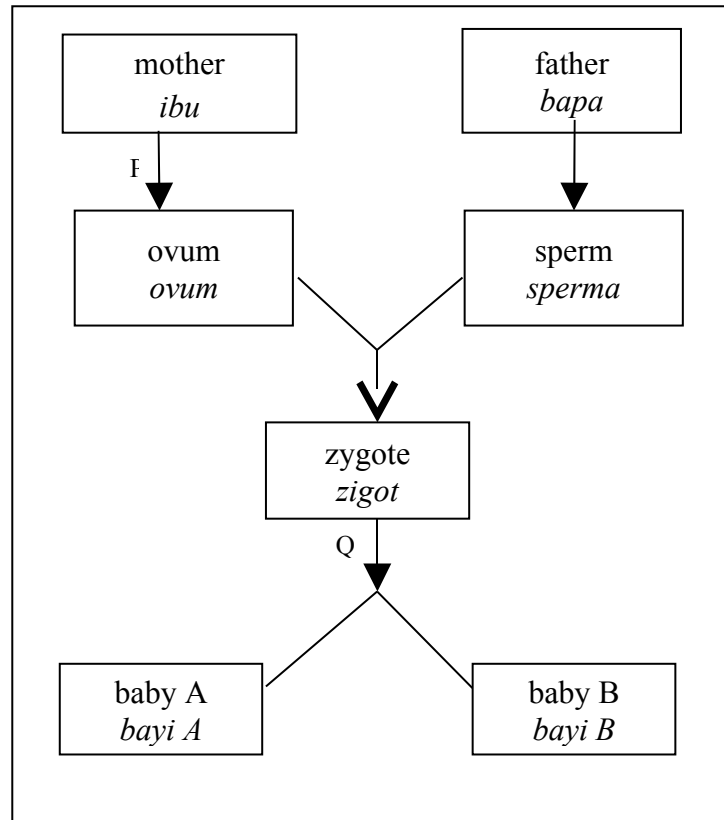 mother
ibu
father
bapa
ovum
ovum
sperm
sperma
zygote
zigot
Q
baby A
bayi A
baby B
bayi B